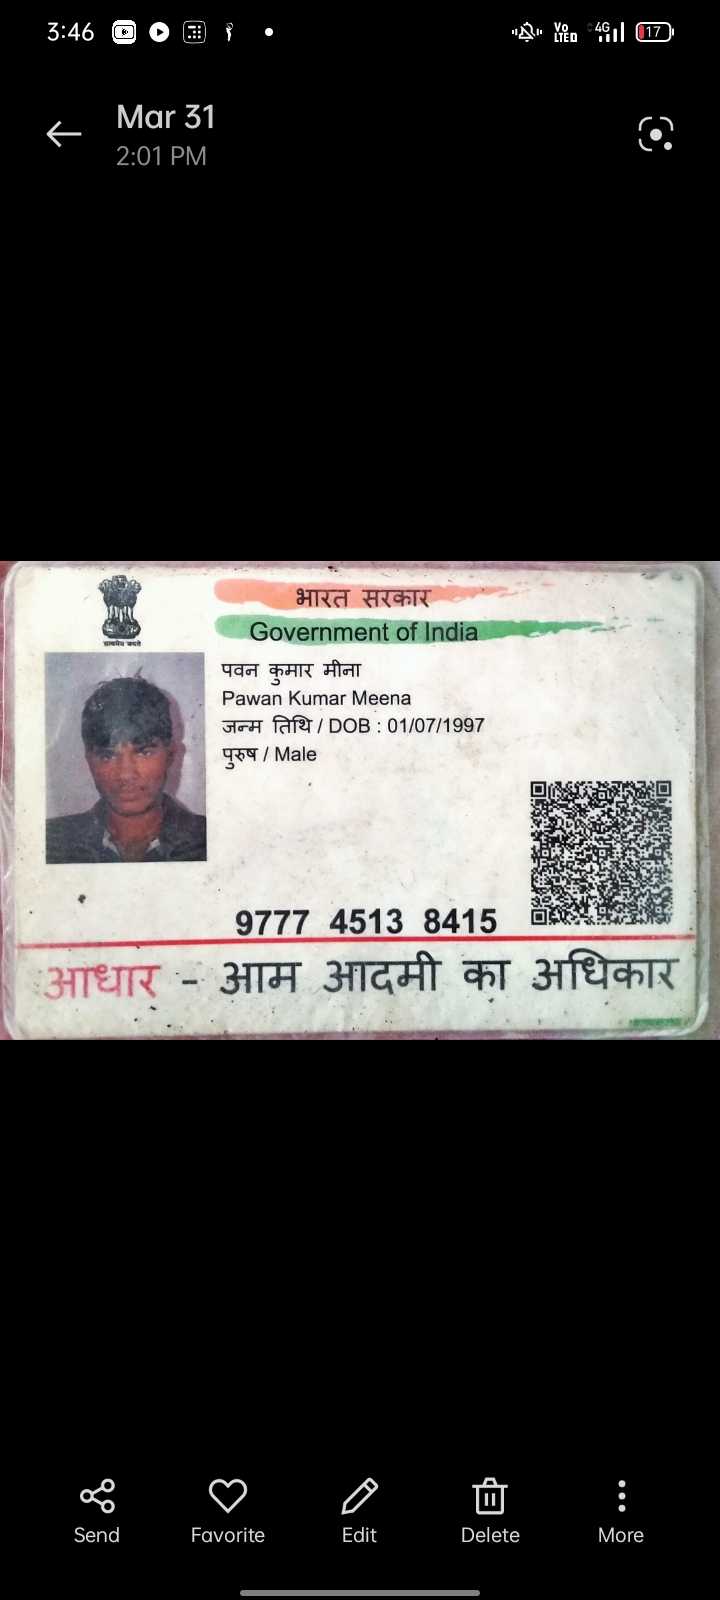 3:46
Vo
LTE
4G
17
Mar 31
2:01 PM
भारत सरकार
Government of India
सत्यमेव जयते
पवन कुमार मीना
Pawan Kumar Meena
जन्म तिथि / DOB : 01/07/1997
पुरुष / Male
9777 4513 8415
आधार - आम आदमी का अधिकार
Send
Favorite
Edit
Delete
More